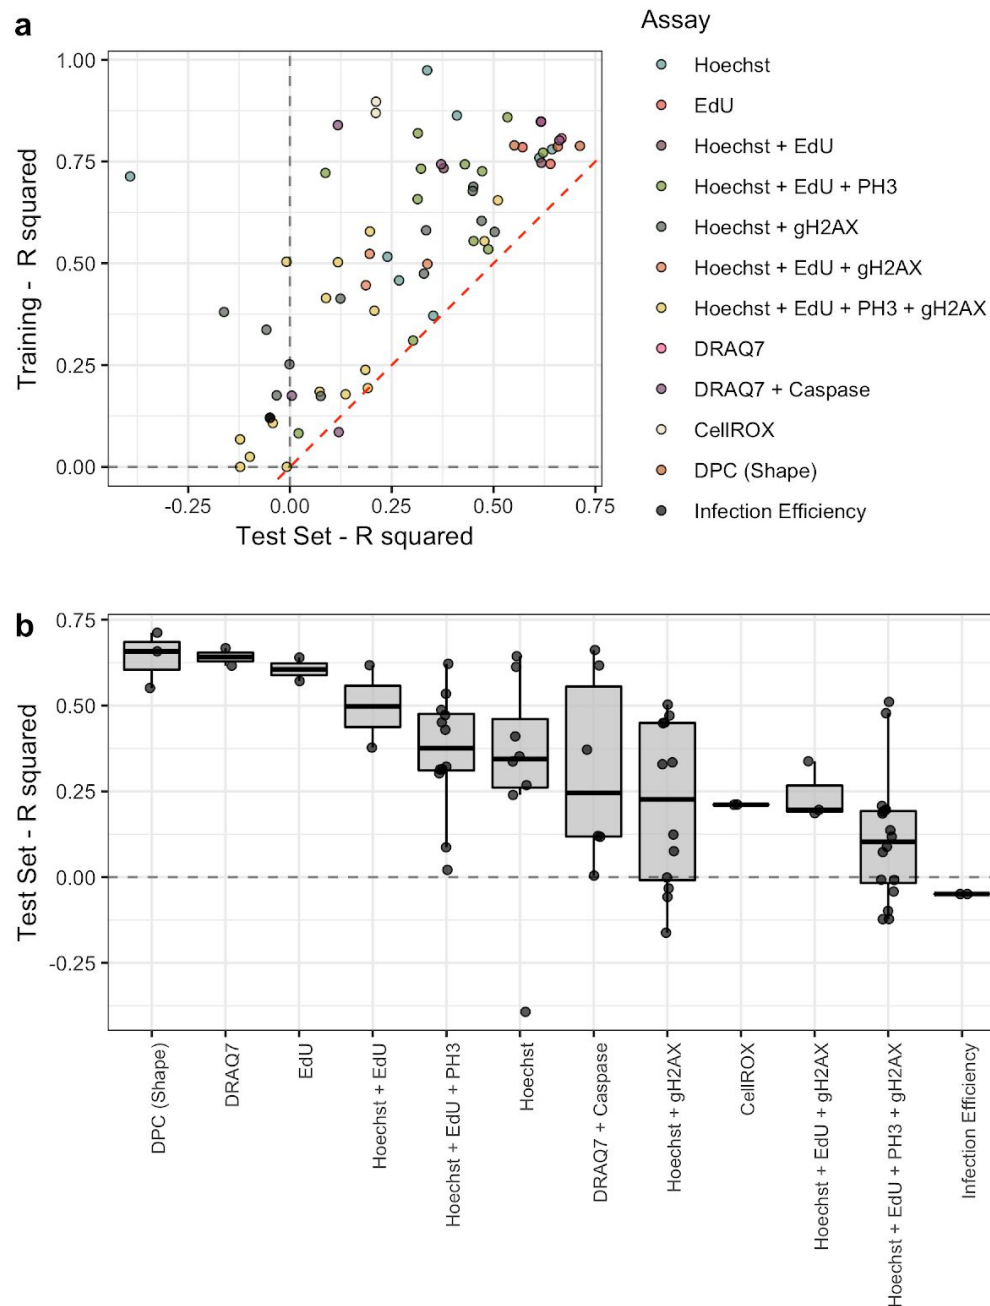 a
Training - R squared
1.00
0.75
0.50
0.25
0.00
-0.25
0.00
0.25
0.50
0.75
Test Set - R squared
Assay
Hoechst
EdU
Hoechst + EdU
Hoechst + EdU + PH3
Hoechst + gH2AX
Hoechst + EdU + gH2AX
Hoechst + EdU + PH3 + gH2AX
DRAQ7
DRAQ7 + Caspase
CellROX
DPC (Shape)
Infection Efficiency
b
Test Set - R squared
0.75
0.50
0.25
0.00
-0.25
DPC (Shape)
DRAQ7
EdU
Hoechst + EdU
Hoechst + EdU + PH3
Hoechst
DRAQ7 + Caspase
Hoechst + gH2AX
CellROX
Hoechst + EdU + gH2AX
Hoechst + EdU + PH3 + gH2AX
Infection Efficiency